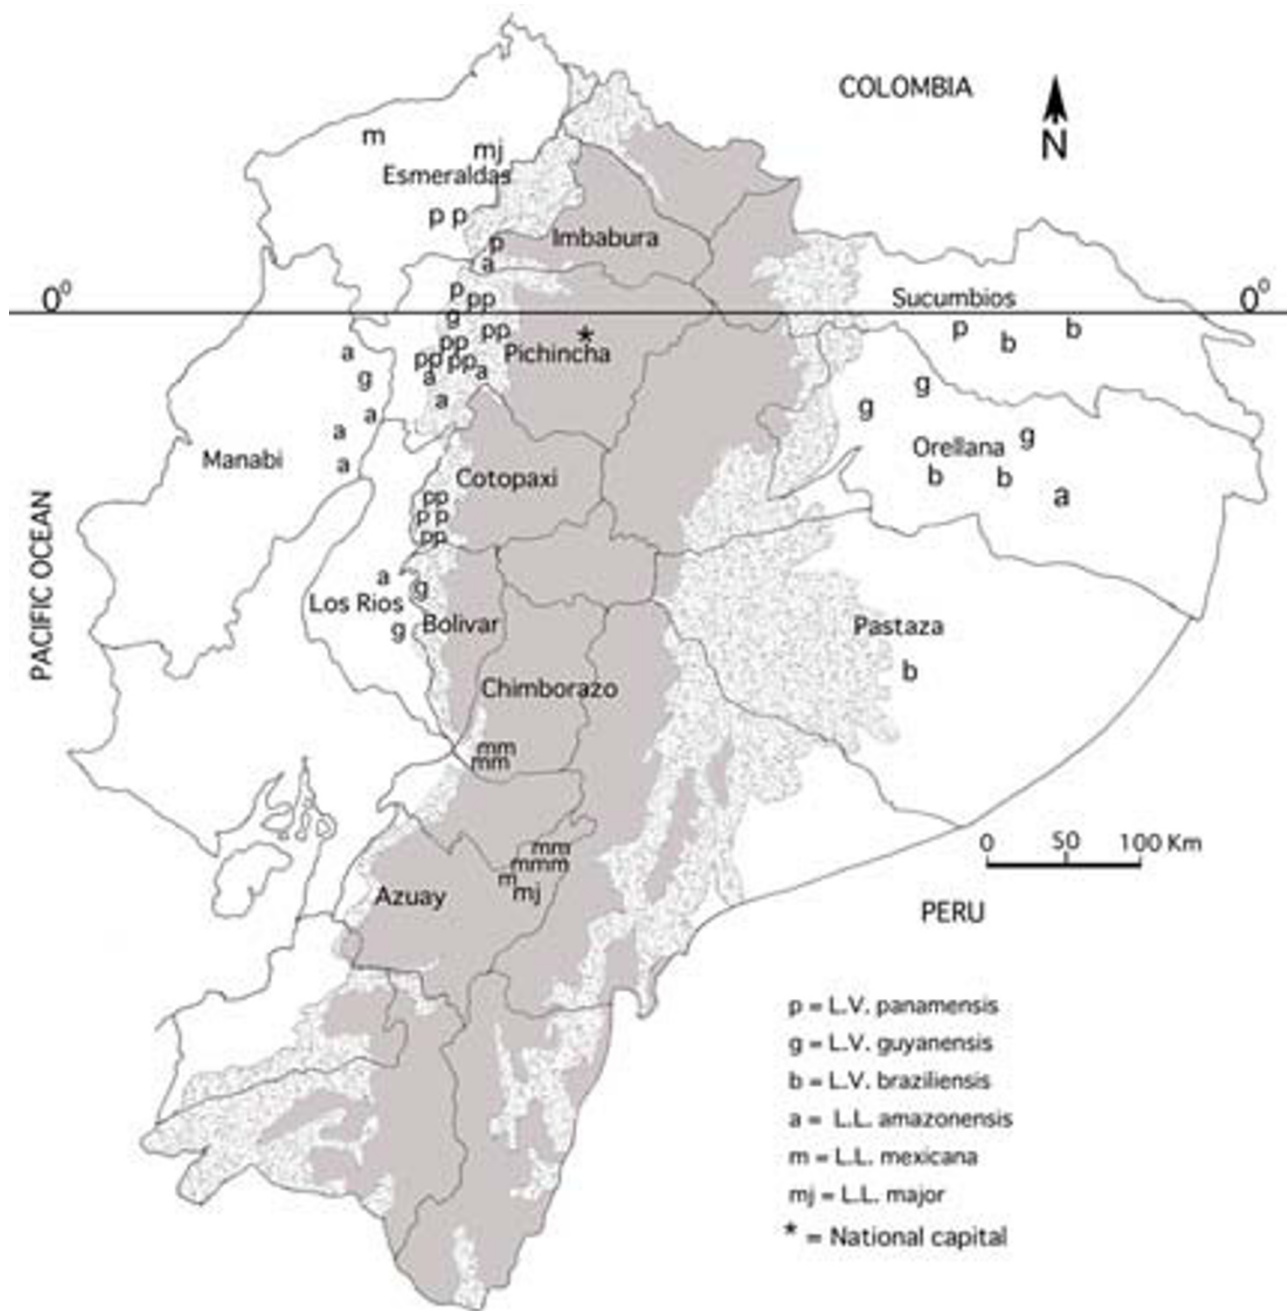 COLOMBIA
N
m
mj
Esmeraldas
p p
p
Imbabura
a
0⁰
p
pp
Sucumbios
0⁰
g
pp
*
p
b
b
a
pp
Pichincha
pp
pp
a
g
a
g
a
a
g
a
Manabi
g
Orellana
a
Cotopaxi
b
b
a
pp
p p
pp
PACIFIC OCEAN
a
g
Los Rios
g
Bolivar
Pastaza
b
Chimborazo
mm
mm
0 50 100 Km
mm
mmm
m
mj
Azuay
PERU
p = L.V. panamensis
g = L.V. guyanensis
b = L.V. braziliensis
a = L.L. amazonensis
m = L.L. mexicana
mj = L.L. major
* = National capital